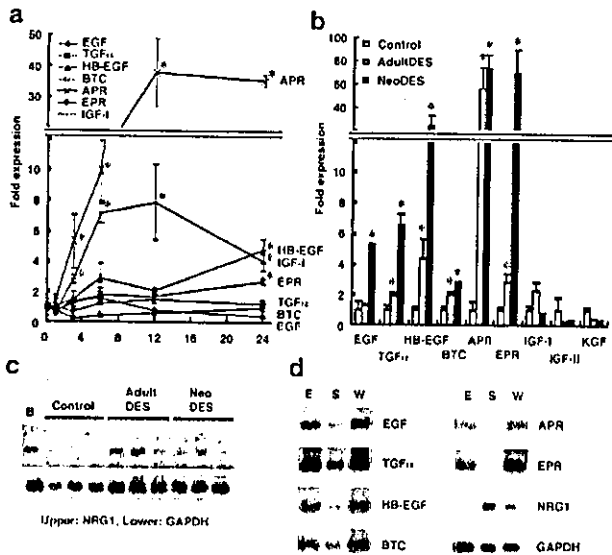 a
EGF
TGFα
HB-EGF
BTC
APR
EPR
IGF-I
Fold expression
50
40
30
20
10
8
6
4
2
0
0 4 8 12 16 20 24
*
*
APR
*
*
*
*
*
*
*
HB-EGF
IGF-I
EPR
TGFα
BTC
EGF
b
Control
AdultDES
NeoDES
Fold expression
100
80
60
40
20
10
8
6
4
2
0
EGF
TGFα
HB-EGF
BTC
APR
EPR
IGF-I
IGF-II
KGF
c
B
Control
Adult
DES
Neo
DES
Upper: NRG1, Lower: GAPDH
d
E S W
EGF
TGFα
HB-EGF
BTC
E S W
APR
EPR
NRG1
GAPDH